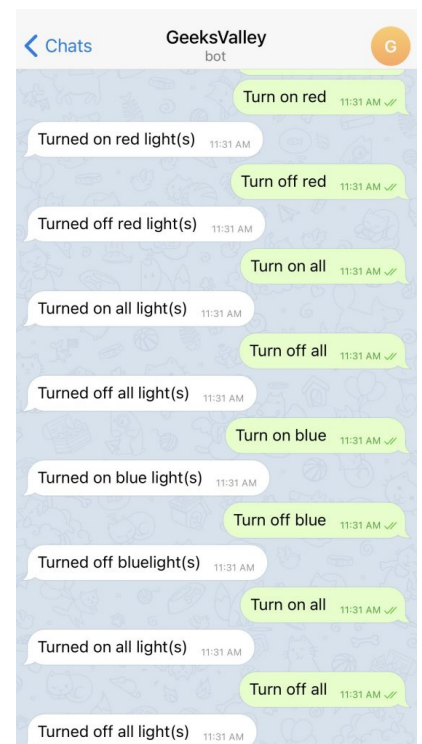 Chats
GeeksValley
bot
G
Turn on red 11:31 AM
Turned on red light(s) 11:31 AM
Turn off red 11:31 AM
Turned off red light(s) 11:31 AM
Turn on all 11:31 AM
Turned on all light(s) 11:31 AM
Turn off all 11:31 AM
Turned off all light(s) 11:31 AM
Turn on blue 11:31 AM
Turned on blue light(s) 11:31 AM
Turn off blue 11:31 AM
Turned off bluelight(s) 11:31 AM
Turn on all 11:31 AM
Turned on all light(s) 11:31 AM
Turn off all 11:31 AM
Turned off all light(s) 11:31 AM